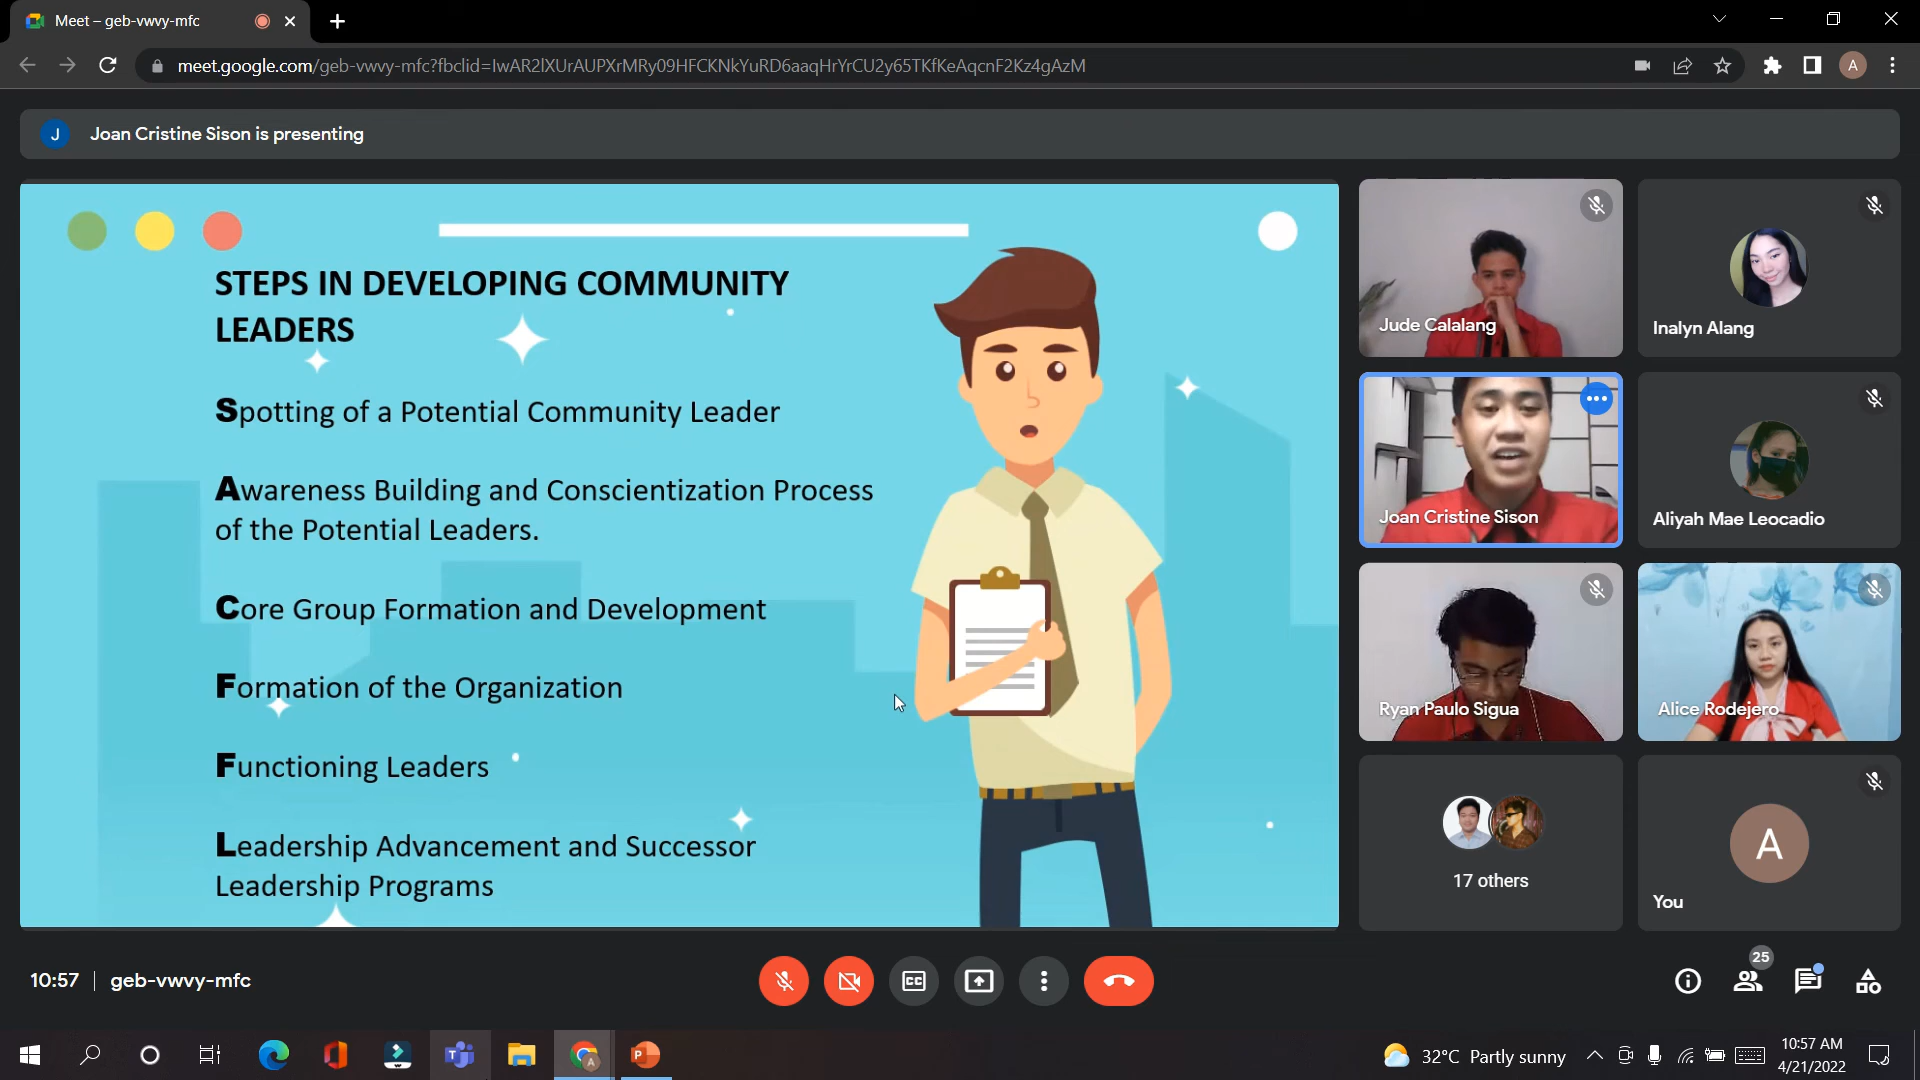 Meet – geb-vwvy-mfc
meet.google.com/geb-vwvy-mfc?fbclid=IwAR2lXUrAUPXrMRy09HFCKNkYuRD6aaqHrYrCU2y65TKfKeAqcnF2Kz4gAzM
A
J
Joan Cristine Sison is presenting
STEPS IN DEVELOPING COMMUNITY
LEADERS
Spotting of a Potential Community Leader
Awareness Building and Conscientization Process
of the Potential Leaders.
Core Group Formation and Development
Formation of the Organization
Functioning Leaders
Leadership Advancement and Successor
Leadership Programs
Jude Calalang
Inalyn Alang
Joan Cristine Sison
Aliyah Mae Leocadio
Ryan Paulo Sigua
Alice Rodejero
17 others
A
You
10:57 | geb-vwvy-mfc
CC
25
32°C Partly sunny
10:57 AM
4/21/2022